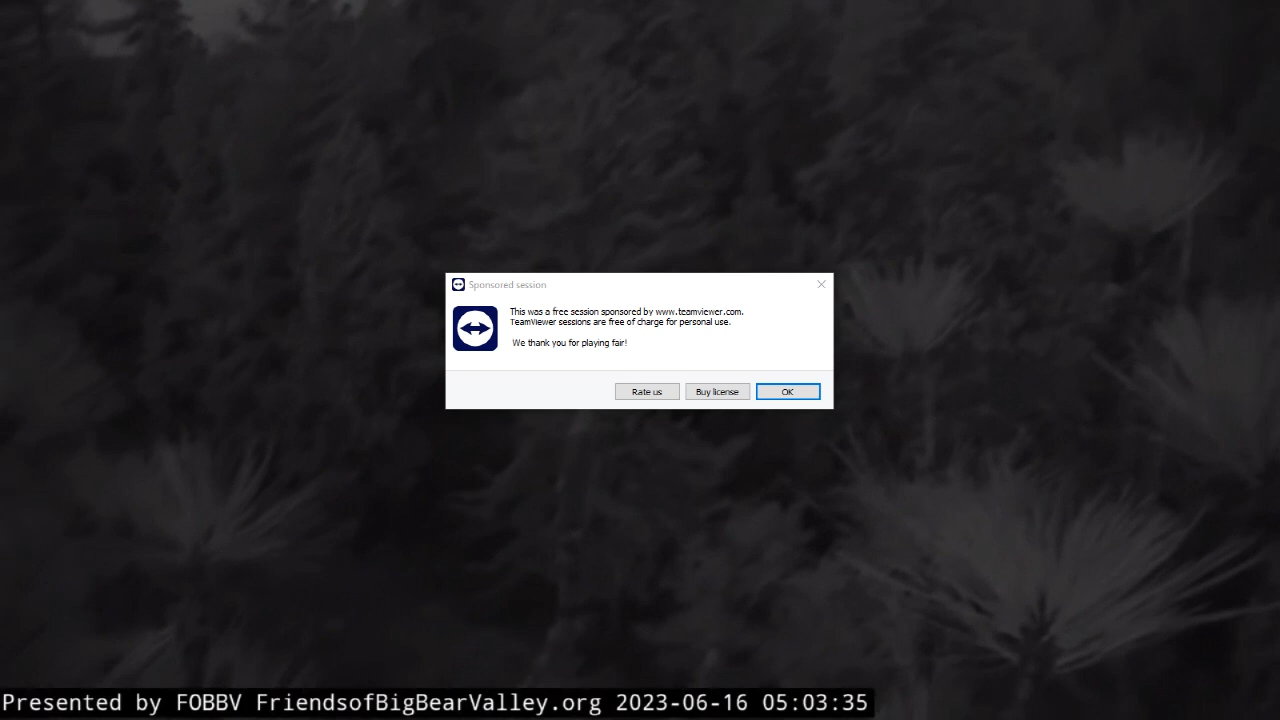 Sponsored session
This was a free session sponsored by www.teamviewer.com.
TeamViewer sessions are free of charge for personal use.
We thank you for playing fair!
Rate us
Buy license
OK
Presented by FOBBV FriendsofBigBearValley.org 2023-06-16 05:03:35